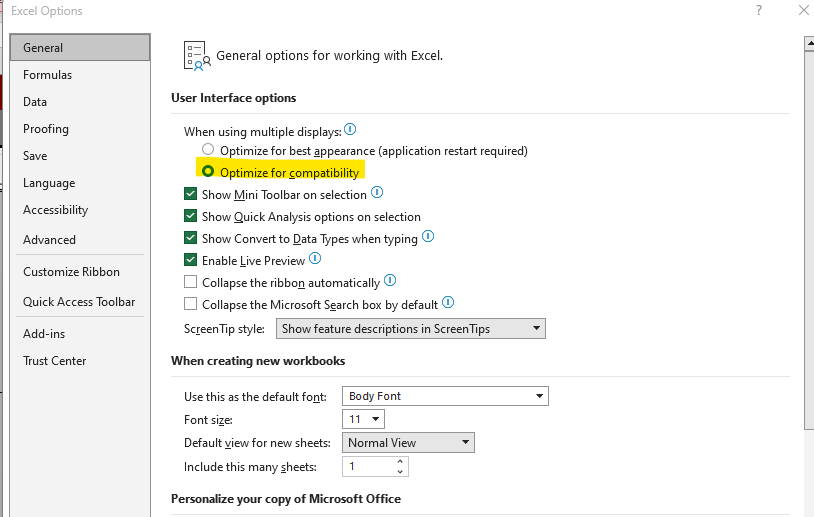 Excel Options
?
General
Formulas
Data
Proofing
Save
Language
Accessibility
Advanced
Customize Ribbon
Quick Access Toolbar
Add-ins
Trust Center
General options for working with Excel.
User Interface options
When using multiple displays:
Optimize for best appearance (application restart required)
Optimize for compatibility
Show Mini Toolbar on selection
Show Quick Analysis options on selection
Show Convert to Data Types when typing
Enable Live Preview
Collapse the ribbon automatically
Collapse the Microsoft Search box by default
ScreenTip style: Show feature descriptions in ScreenTips
When creating new workbooks
Use this as the default font: Body Font
Font size: 11
Default view for new sheets: Normal View
Include this many sheets: 1
Personalize your copy of Microsoft Office